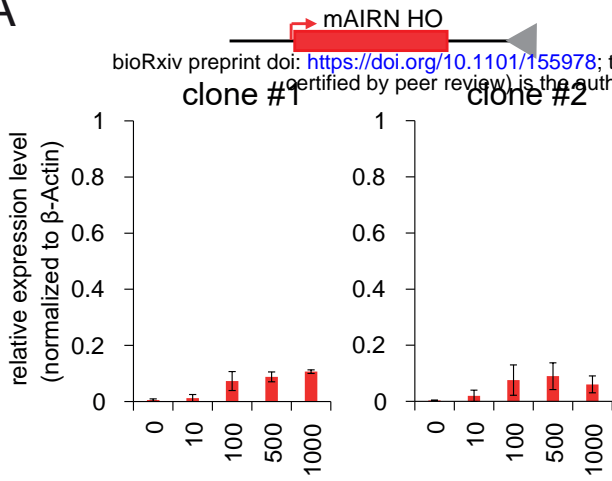 A
mAIRN HO
bioRxiv preprint doi: https://doi.org/10.1101/155978; t
certified by peer review) is the auth
clone #1
clone #2
relative expression level
(normalized to β-Actin)
1
0.8
0.6
0.4
0.2
0
0
10
100
500
1000
1
0.8
0.6
0.4
0.2
0
0
10
100
500
1000